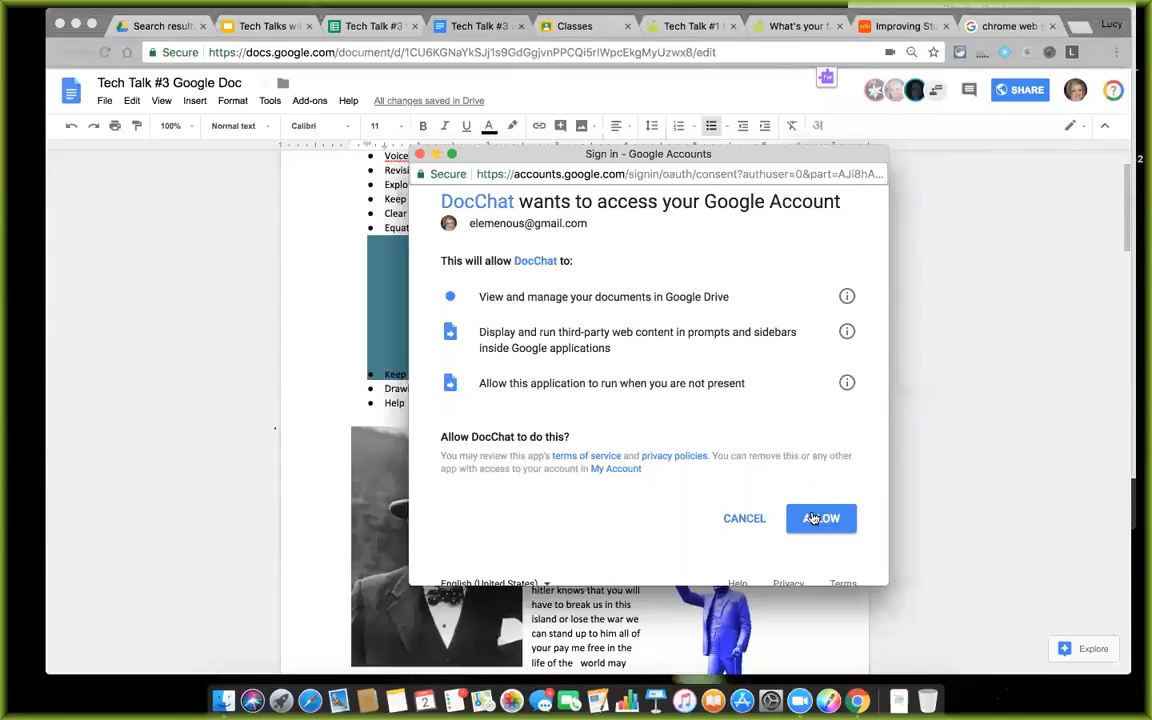 Search result
Tech Talks wil
Tech Talk #3
Tech Talk #3
Classes
Tech Talk #1
What's your f
Improving Stu
chrome web s
Lucy
Secure https://docs.google.com/document/d/1CU6KGNaYkSJj1s9GdGgjvnPPCQi5rlWpcEkgMyUzwx8/edit
Tech Talk #3 Google Doc
File Edit View Insert Format Tools Add-ons Help All changes saved in Drive
SHARE
100% Normal text Calibri 11 B I U A
Voice
Revisi
Explo
Keep
Clear
Equat
Keep
Drawi
Help
Sign in - Google Accounts
Secure https://accounts.google.com/signin/oauth/consent?authuser=0&part=AJi8hA...
DocChat wants to access your Google Account
elemenous@gmail.com
This will allow DocChat to:
View and manage your documents in Google Drive
Display and run third-party web content in prompts and sidebars
inside Google applications
Allow this application to run when you are not present
Allow DocChat to do this?
You may review this app's terms of service and privacy policies. You can remove this or any other
app with access to your account in My Account
CANCEL
ALLOW
English (United States)
Help Privacy Terms
hitler knows that you will
have to break us in this
island or lose the war we
can stand up to him all of
your pay me free in the
life of the world may
Explore
2